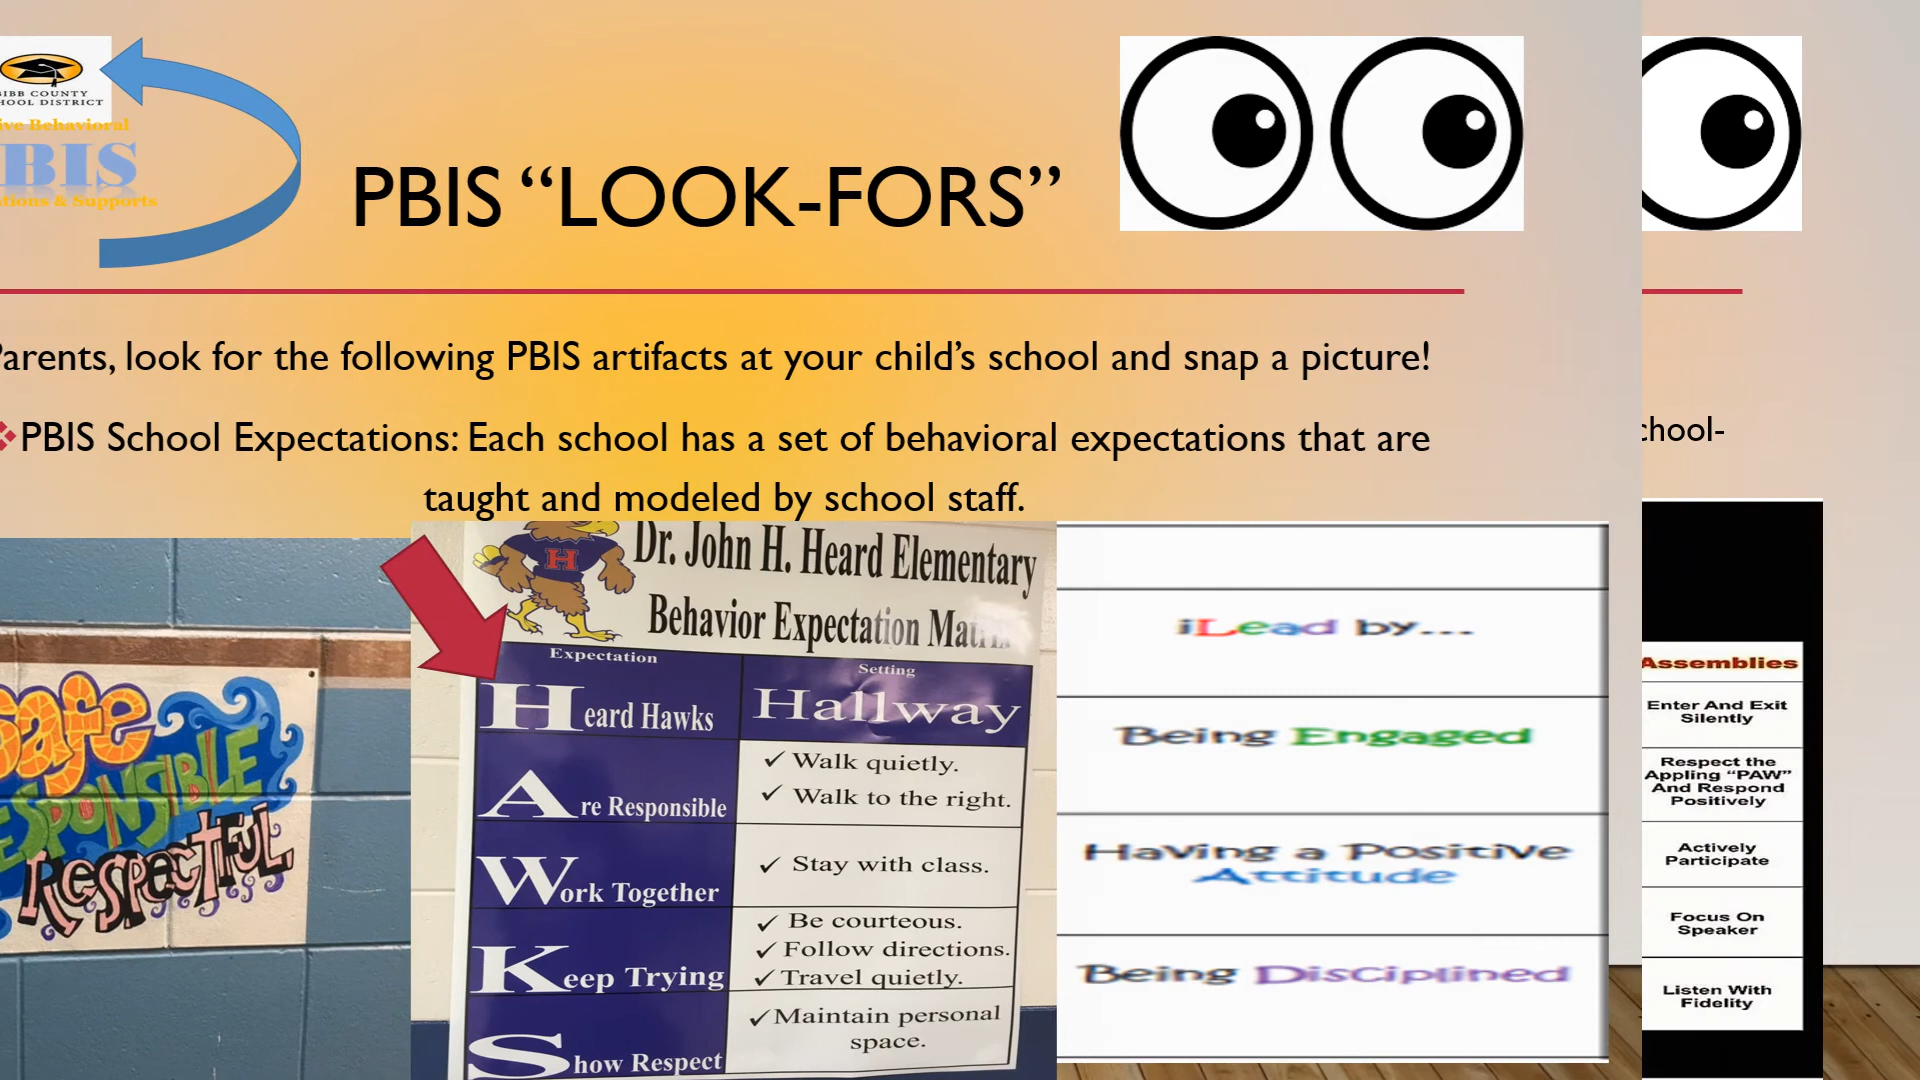 BIBB COUNTY
SCHOOL DISTRICT
ive Behavioral
BIS
tions & Supports
PBIS “LOOK-FORS”
Parents, look for the following PBIS artifacts at your child’s school and snap a picture!
❖PBIS School Expectations: Each school has a set of behavioral expectations that are
taught and modeled by school staff.
chool-
Safe
RESPONSIBLE
RESPECTFUL
H
Dr. John H. Heard Elementary
Behavior Expectation Matrix
Expectation
Setting
Heard Hawks
Hallway
Are Responsible
✓ Walk quietly.
✓ Walk to the right.
Work Together
✓ Stay with class.
Keep Trying
✓ Be courteous.
✓ Follow directions.
✓ Travel quietly.
Show Respect
✓ Maintain personal
space.
iLead by...
Being Engaged
Having a Positive
Attitude
Being Disciplined
Assemblies
Enter And Exit
Silently
Respect the
Appling “PAW”
And Respond
Positively
Actively
Participate
Focus On
Speaker
Listen With
Fidelity